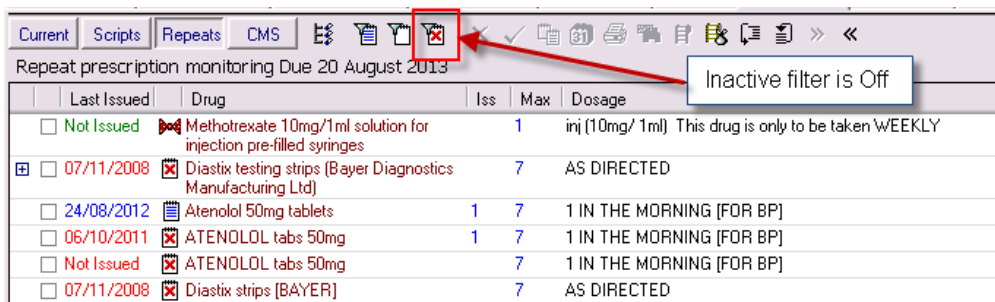 Current Scripts Repeats CMS
31
Repeat prescription monitoring Due 20 August 2013
Inactive filter is Off
Last Issued Drug Iss Max Dosage
Not Issued Methotrexate 10mg/1ml solution for 1 inj (10mg/ 1ml) This drug is only to be taken WEEKLY
injection pre-filled syringes
07/11/2008 Diastix testing strips (Bayer Diagnostics 7 AS DIRECTED
Manufacturing Ltd)
24/08/2012 Atenolol 50mg tablets 1 7 1 IN THE MORNING [FOR BP]
06/10/2011 ATENOLOL tabs 50mg 1 7 1 IN THE MORNING [FOR BP]
Not Issued ATENOLOL tabs 50mg 7 1 IN THE MORNING [FOR BP]
07/11/2008 Diastix strips [BAYER] 7 AS DIRECTED